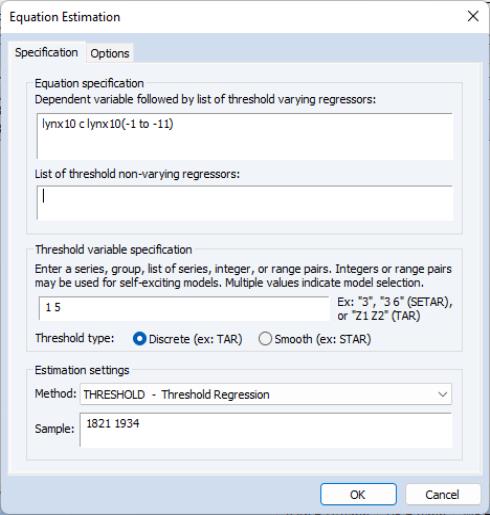 Equation Estimation
Specification Options
Equation specification
Dependent variable followed by list of threshold varying regressors:
lynx10 c lynx10(-1 to -11)
List of threshold non-varying regressors:
Threshold variable specification
Enter a series, group, list of series, integer, or range pairs. Integers or range pairs
may be used for self-exciting models. Multiple values indicate model selection.
1 5
Ex: "3", "3 6" (SETAR),
or "Z1 Z2" (TAR)
Threshold type: Discrete (ex: TAR) Smooth (ex: STAR)
Estimation settings
Method: THRESHOLD - Threshold Regression
Sample: 1821 1934
OK Cancel